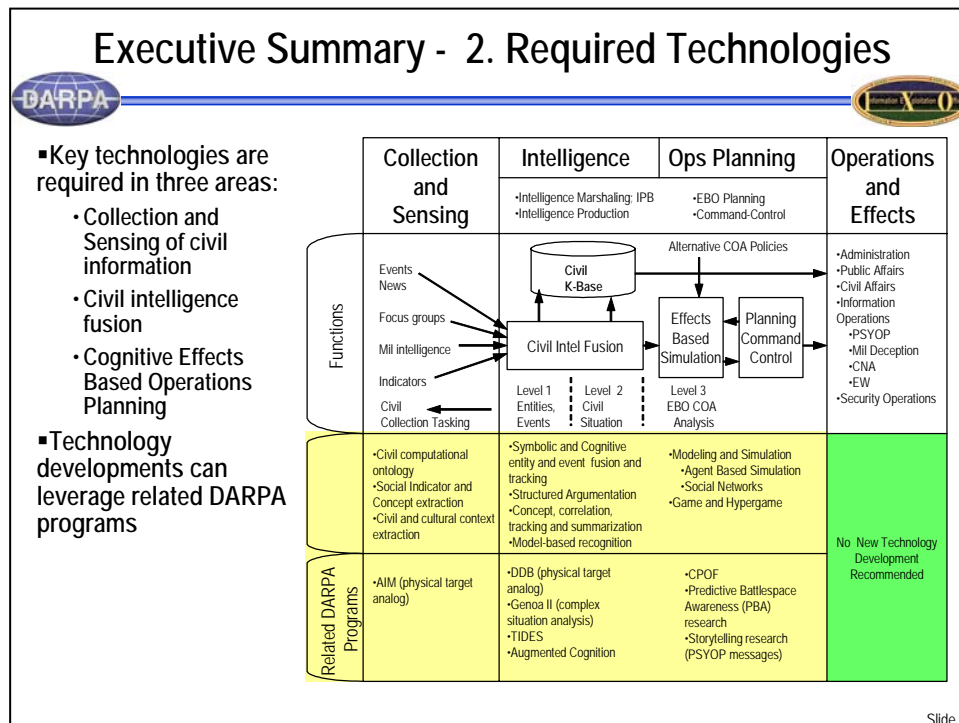 Executive Summary - 2. Required Technologies
DARPA
Information Exploitation Office
▪Key technologies are
required in three areas:
• Collection and
Sensing of civil
information
• Civil intelligence
fusion
• Cognitive Effects
Based Operations
Planning
▪Technology
developments can
leverage related DARPA
programs
Collection
and
Sensing
Intelligence
•Intelligence Marshaling; IPB
•Intelligence Production
Ops Planning
•EBO Planning
•Command-Control
Operations
and
Effects
Functions
Events
News
Focus groups
Mil intelligence
Indicators
Civil
Collection Tasking
Civil
K-Base
Civil Intel Fusion
Level 1
Entities,
Events
Level 2
Civil
Situation
Alternative COA Policies
Effects
Based
Simulation
Planning
Command
Control
Level 3
EBO COA
Analysis
•Administration
•Public Affairs
•Civil Affairs
•Information
Operations
•PSYOP
•Mil Deception
•CNA
•EW
•Security Operations
•Civil computational
ontology
•Social Indicator and
Concept extraction
•Civil and cultural context
extraction
•Symbolic and Cognitive
entity and event fusion and
tracking
•Structured Argumentation
•Concept, correlation,
tracking and summarization
•Model-based recognition
•Modeling and Simulation
•Agent Based Simulation
•Social Networks
•Game and Hypergame
No New Technology
Development
Recommended
Related DARPA
Programs
•AIM (physical target
analog)
•DDB (physical target
analog)
•Genoa II (complex
situation analysis)
•TIDES
•Augmented Cognition
•CPOF
•Predictive Battlespace
Awareness (PBA)
research
•Storytelling research
(PSYOP messages)
Slide